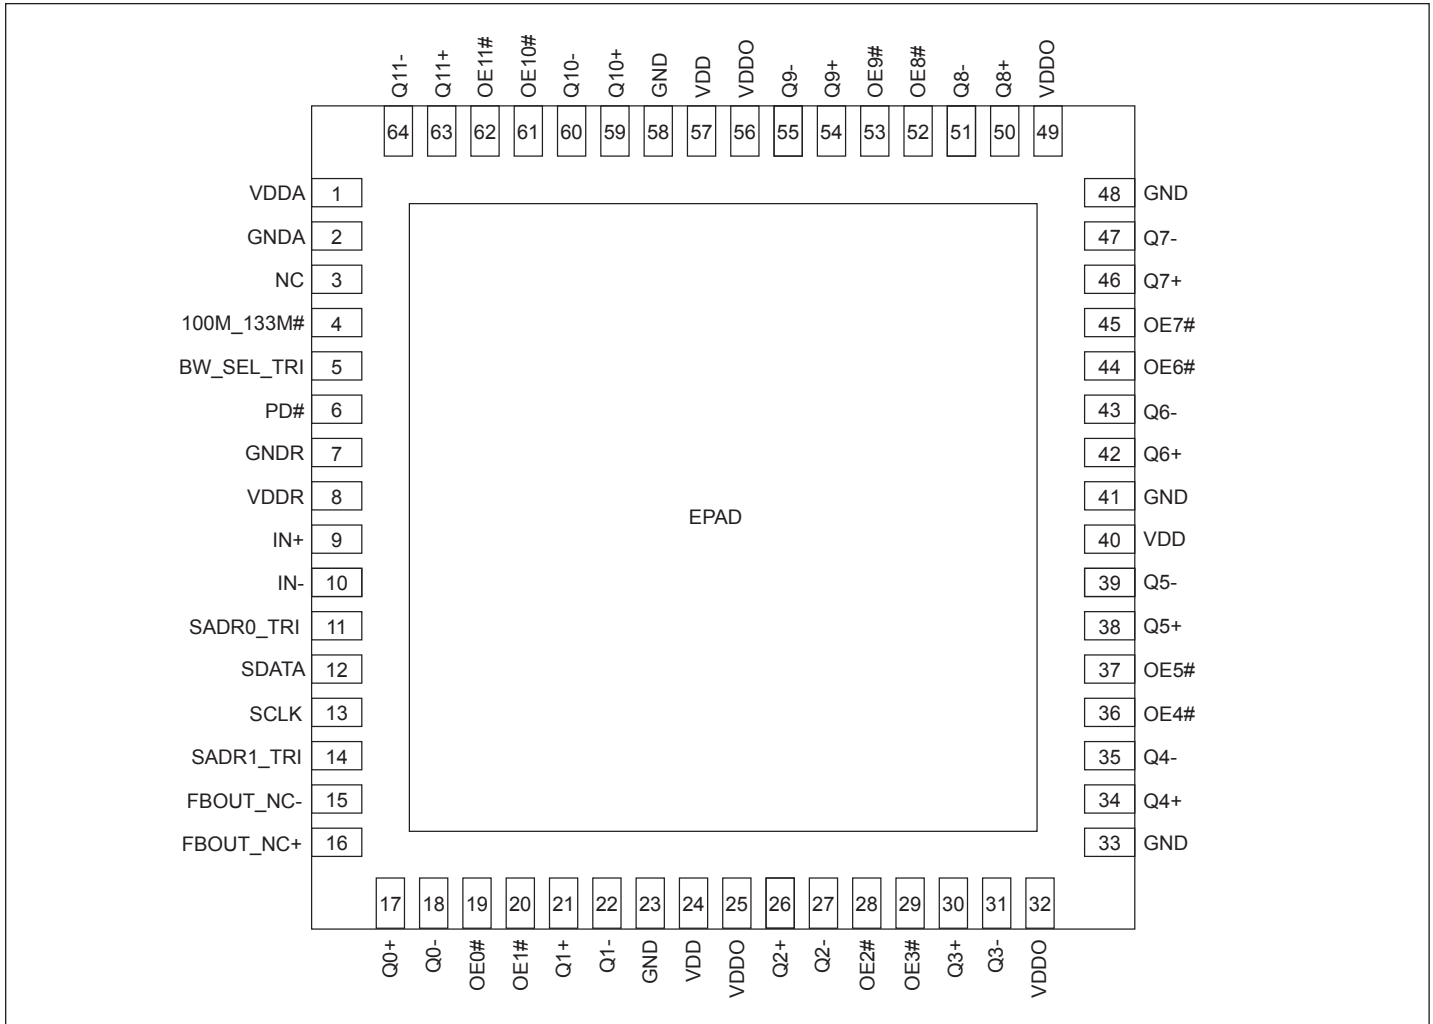 Q11-
Q11+
OE11#
OE10#
Q10-
Q10+
GND
VDD
VDDO
Q9-
Q9+
OE9#
OE8#
Q8-
Q8+
VDDO
64 63 62 61 60 59 58 57 56 55 54 53 52 51 50 49
VDDA 1
GNDA 2
NC 3
100M_133M# 4
BW_SEL_TRI 5
PD# 6
GNDR 7
VDDR 8
IN+ 9
IN- 10
SADR0_TRI 11
SDATA 12
SCLK 13
SADR1_TRI 14
FBOUT_NC- 15
FBOUT_NC+ 16
EPAD
48 GND
47 Q7-
46 Q7+
45 OE7#
44 OE6#
43 Q6-
42 Q6+
41 GND
40 VDD
39 Q5-
38 Q5+
37 OE5#
36 OE4#
35 Q4-
34 Q4+
33 GND
17 18 19 20 21 22 23 24 25 26 27 28 29 30 31 32
Q0+
Q0-
OE0#
OE1#
Q1+
Q1-
GND
VDD
VDDO
Q2+
Q2-
OE2#
OE3#
Q3+
Q3-
VDDO